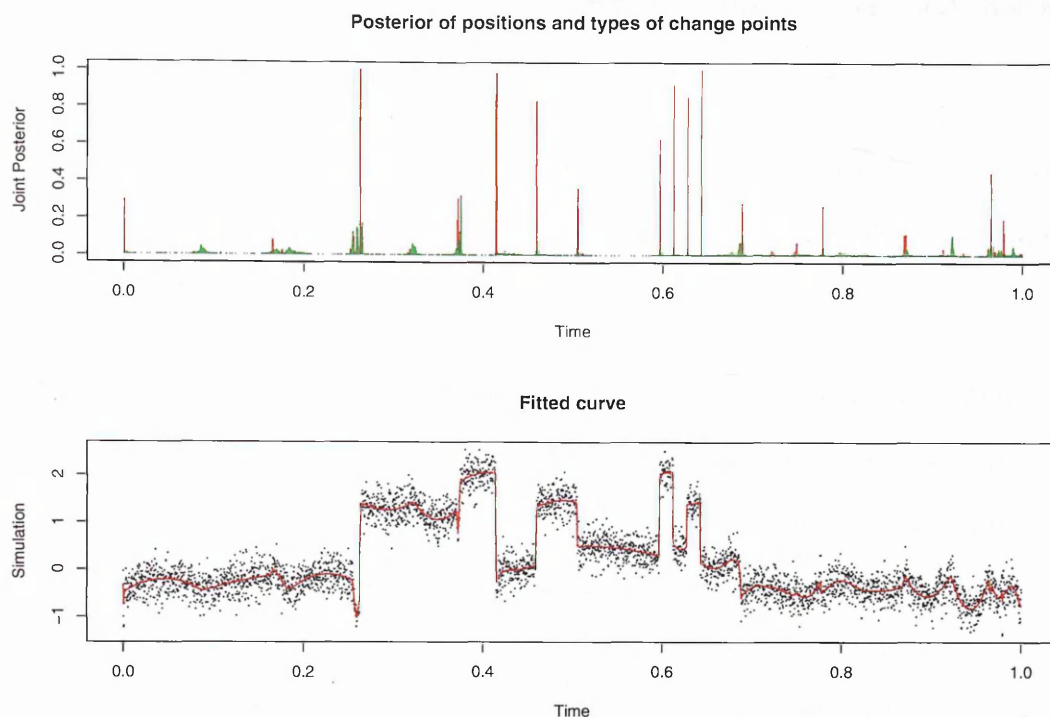 Posterior of positions and types of change points
Joint Posterior
1.0
0.8
0.6
0.4
0.2
0.0
0.0 0.2 0.4 0.6 0.8 1.0
Time
Fitted curve
Simulation
2
1
0
-1
0.0 0.2 0.4 0.6 0.8 1.0
Time